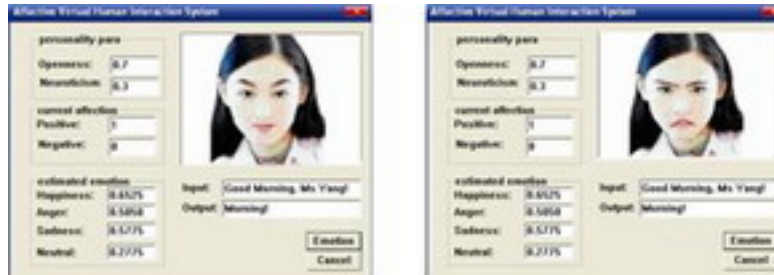 Affective Virtual Human Interaction System
personality para
Openness: 0.7
Neuroticism: 0.3
current affection
Positive: 1
Negative: 0
estimated emotion
Happiness: 0.6525
Anger: 0.5050
Sadness: 0.5775
Neutral: 0.2775
Input: Good Morning, Ms Yang!
Output: Morning!
Emotion
Cancel
Affective Virtual Human Interaction System
personality para
Openness: 0.7
Neuroticism: 0.3
current affection
Positive: 1
Negative: 0
estimated emotion
Happiness: 0.6525
Anger: 0.5050
Sadness: 0.5775
Neutral: 0.2775
Input: Good Morning, Ms Yang!
Output: Morning!
Emotion
Cancel